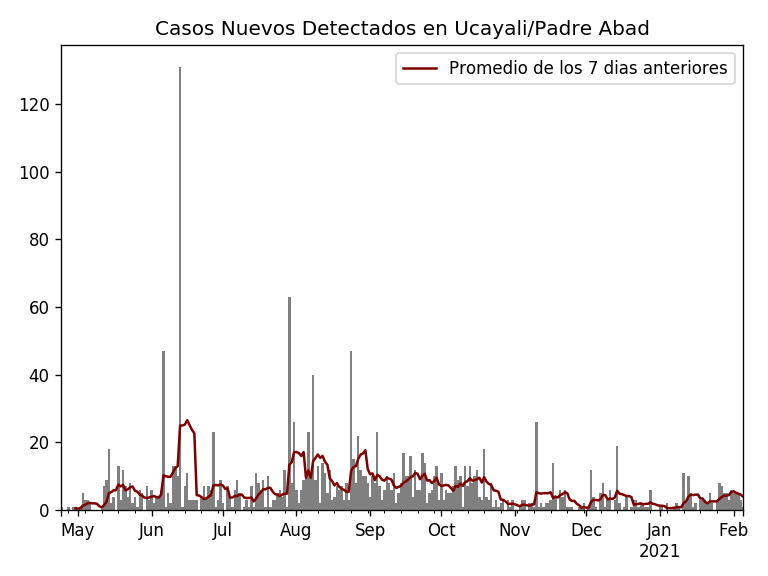 Casos Nuevos Detectados en Ucayali/Padre Abad
Promedio de los 7 dias anteriores
120
100
80
60
40
20
0
May Jun Jul Aug Sep Oct Nov Dec Jan Feb
2021